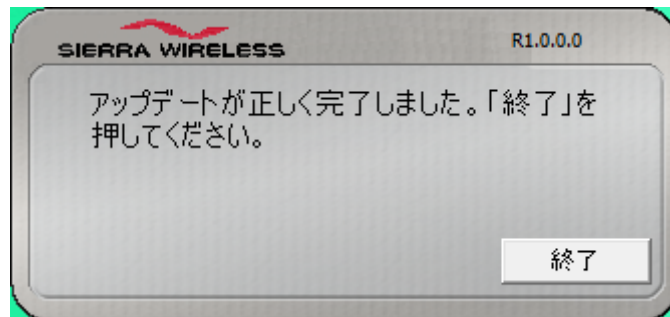 SIERRA WIRELESS
R1.0.0.0
アップデートが正しく完了しました。「終了」を
押してください。
終了